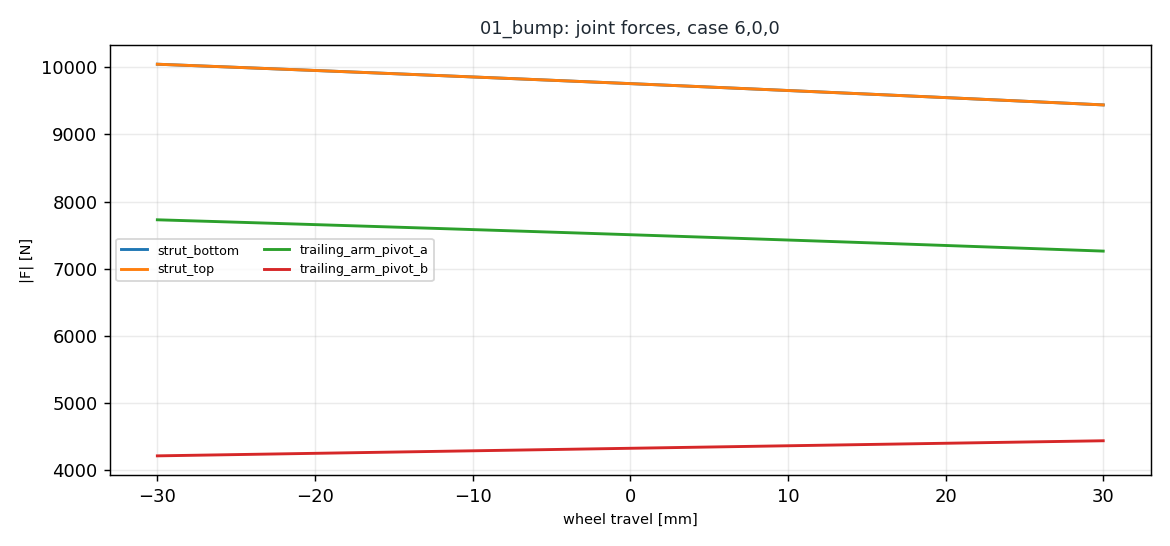 01_bump: joint forces, case 6,0,0
|F| [N]
10000
9000
8000
7000
6000
5000
4000
strut_bottom
strut_top
trailing_arm_pivot_a
trailing_arm_pivot_b
−30
−20
−10
0
10
20
30
wheel travel [mm]